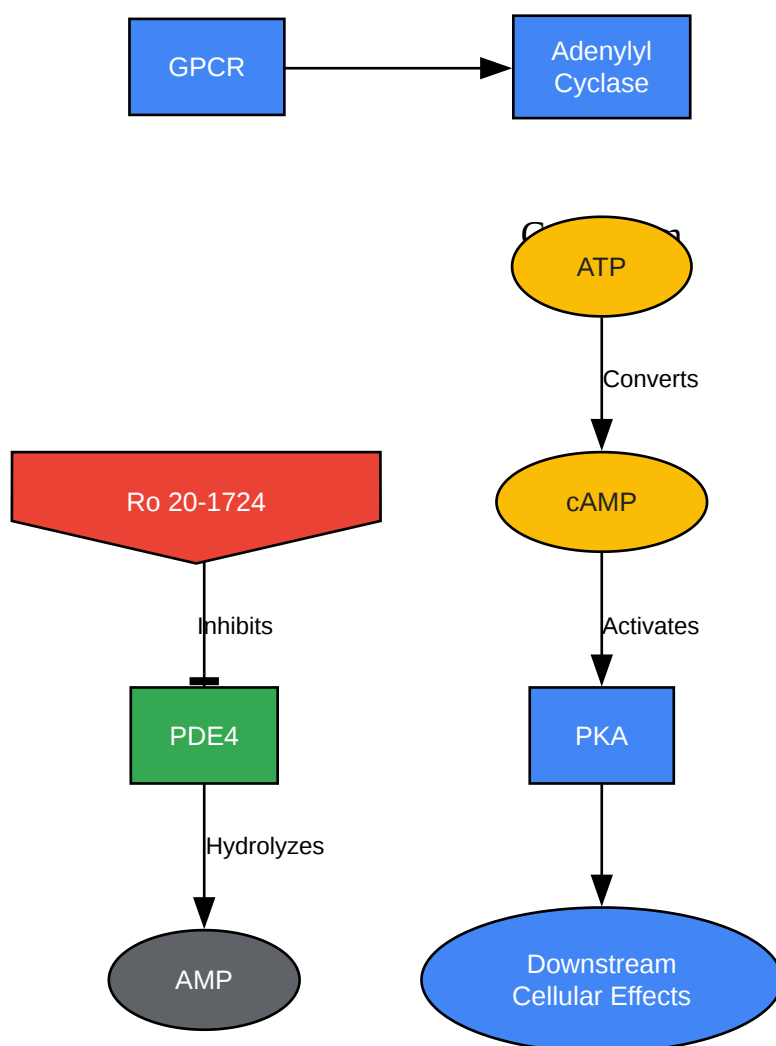 GPCR
Adenylyl
Cyclase
ATP
Converts
Ro 20-1724
cAMP
Inhibits
Activates
PDE4
PKA
Hydrolyzes
AMP
Downstream
Cellular Effects